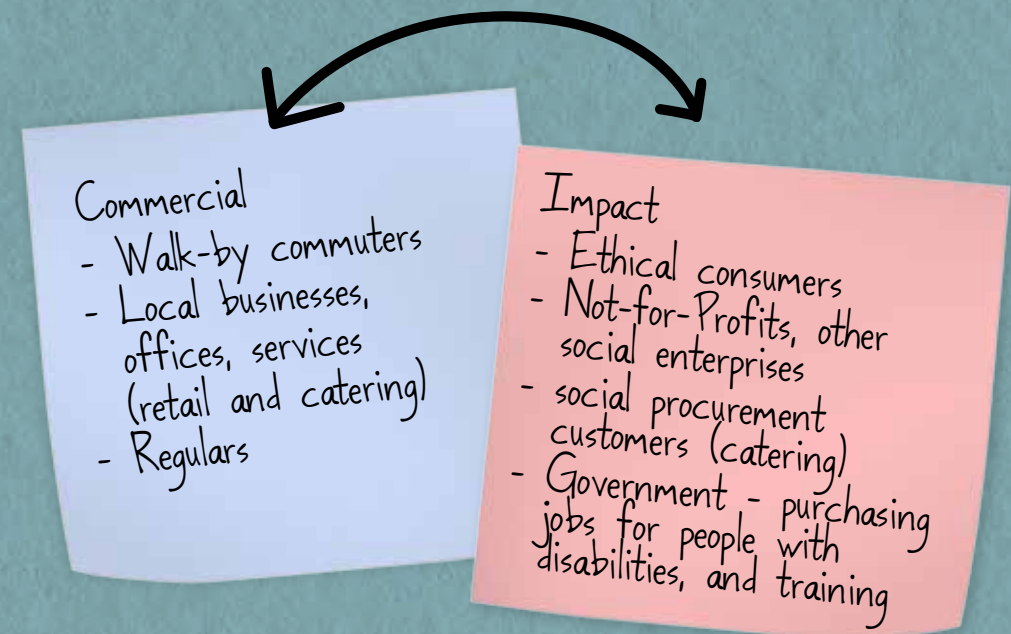 Commercial
- Walk-by commuters
- Local businesses,
offices, services
(retail and catering)
- Regulars
Impact
- Ethical consumers
- Not-for-Profits, other
social enterprises
- social procurement
customers (catering)
- Government - purchasing
jobs for people with
disabilities, and training